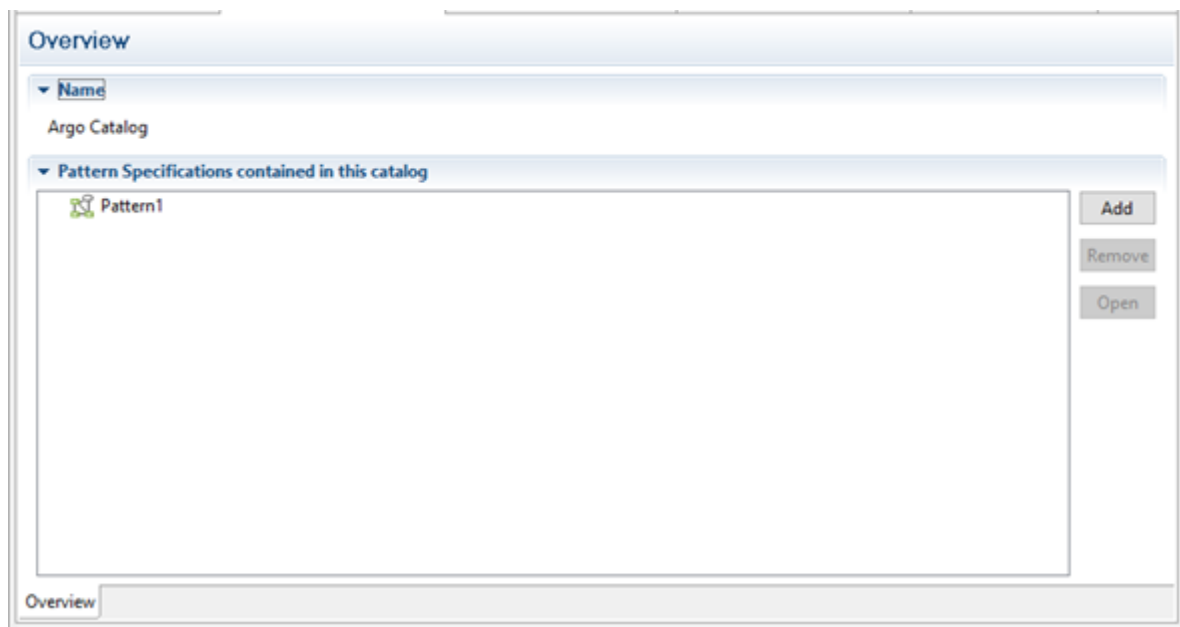 Overview
Name
Argo Catalog
Pattern Specifications contained in this catalog
Pattern1
Add
Remove
Open
Overview